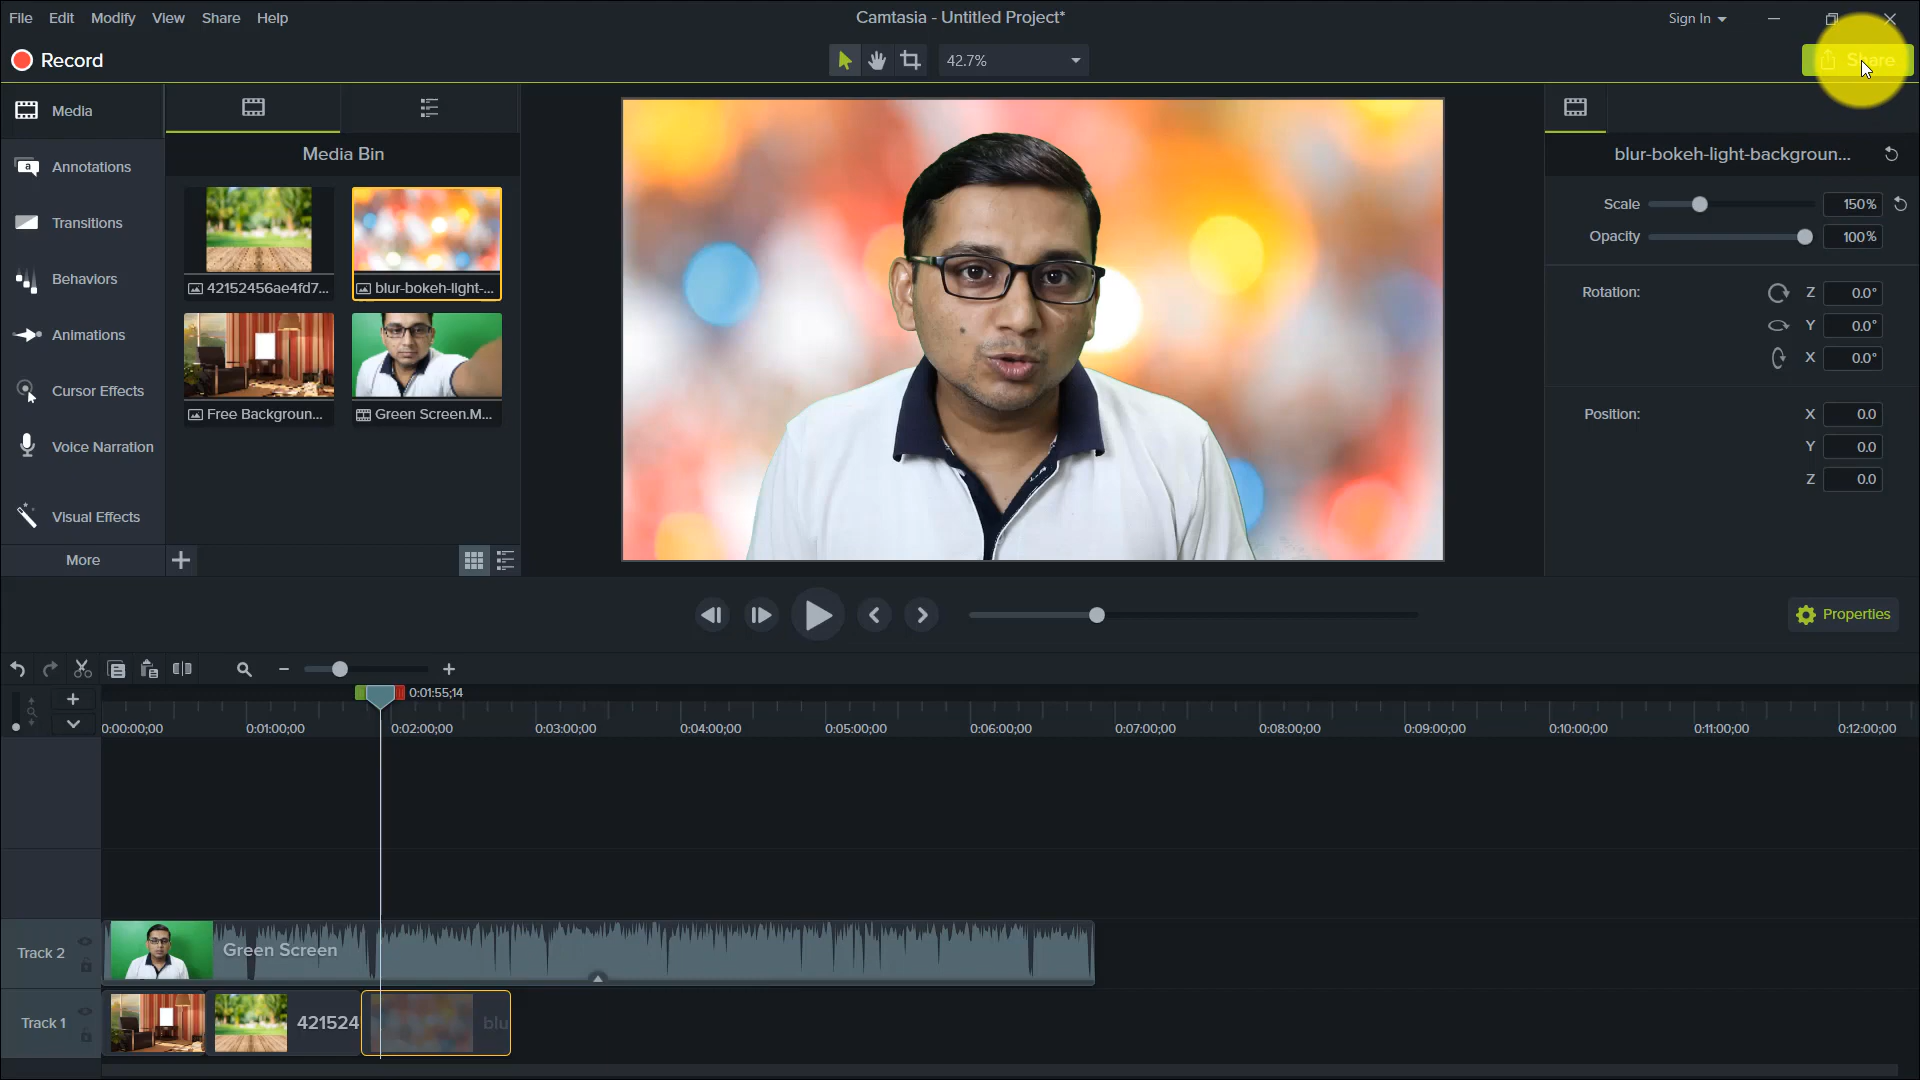 File Edit Modify View Share Help
Camtasia - Untitled Project*
Sign In
Record
42.7%
Share
Media
Annotations
Transitions
Behaviors
Animations
Cursor Effects
Voice Narration
Visual Effects
More
Media Bin
42152456ae4fd7...
blur-bokeh-light-...
Free Backgroun...
Green Screen.M...
blur-bokeh-light-backgroun...
Scale 150%
Opacity 100%
Rotation: Z 0.0°
Y 0.0°
X 0.0°
Position: X 0.0
Y 0.0
Z 0.0
Properties
0:01:55;14
0:00:00;00 0:01:00;00 0:02:00;00 0:03:00;00 0:04:00;00 0:05:00;00 0:06:00;00 0:07:00;00 0:08:00;00 0:09:00;00 0:10:00;00 0:11:00;00 0:12:00;00
Track 2 Green Screen
Track 1 421524 blu